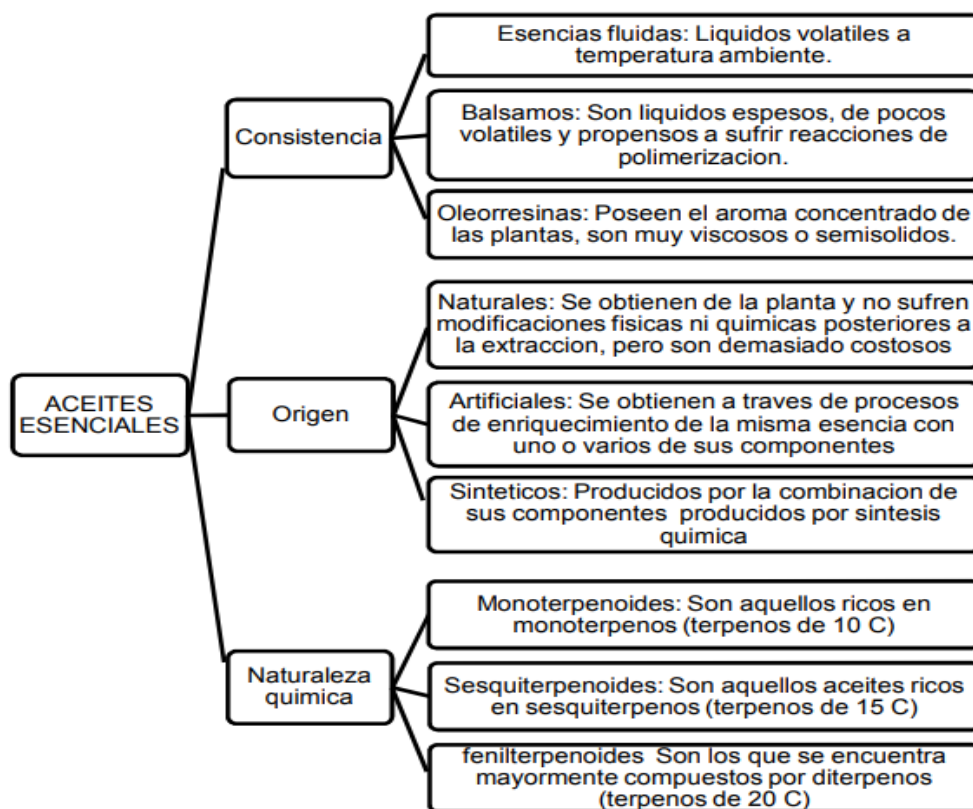 Esencias fluidas: Liquidos volatiles a
temperatura ambiente.
Consistencia
Balsamos: Son liquidos espesos, de pocos
volatiles y propensos a sufrir reacciones de
polimerizacion.
Oleorresinas: Poseen el aroma concentrado de
las plantas, son muy viscosos o semisolidos.
ACEITES
ESENCIALES
Origen
Naturales: Se obtienen de la planta y no sufren
modificaciones fisicas ni quimicas posteriores a
la extraccion, pero son demasiado costosos
Artificiales: Se obtienen a traves de procesos
de enriquecimiento de la misma esencia con
uno o varios de sus componentes
Sinteticos: Producidos por la combinacion de
sus componentes producidos por sintesis
quimica
Naturaleza
quimica
Monoterpenoides: Son aquellos ricos en
monoterpenos (terpenos de 10 C)
Sesquiterpenoides: Son aquellos aceites ricos
en sesquiterpenos (terpenos de 15 C)
fenilterpenoides Son los que se encuentra
mayormente compuestos por diterpenos
(terpenos de 20 C)